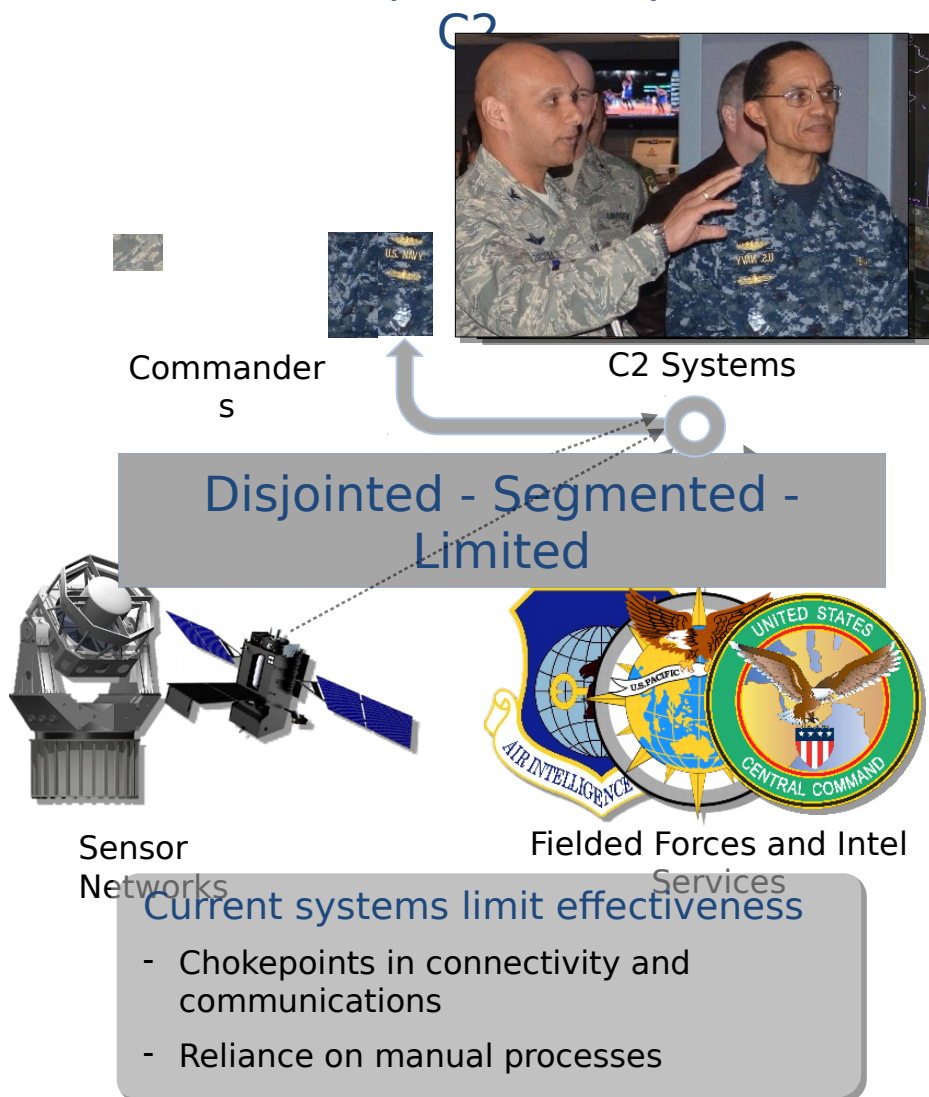 C2
U.S. NAVY
U.S. NAVY
Commander
s
C2 Systems
Disjointed - Segmented -
Limited
AIR INTELLIGENCE
U.S. PACIFIC
UNITED STATES
CENTRAL COMMAND
Sensor
Networks
Fielded Forces and Intel
Services
Current systems limit effectiveness
- Chokepoints in connectivity and
communications
- Reliance on manual processes